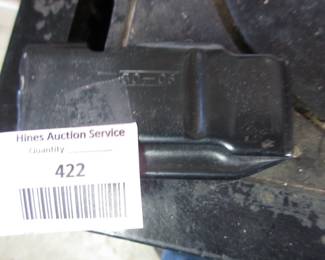 Hines Auction Service
Quantity
422